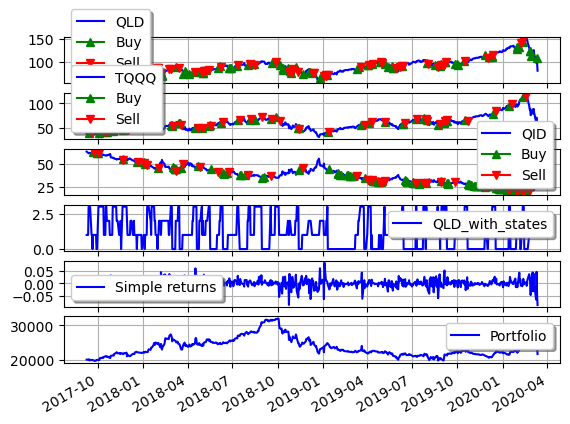 QLD
Buy
Sell
150
100
TQQQ
Buy
Sell
100
50
QID
Buy
Sell
50
25
QLD_with_states
2.5
0.0
Simple returns
0.05
0.00
−0.05
Portfolio
30000
20000
2017-10 2018-01 2018-04 2018-07 2018-10 2019-01 2019-04 2019-07 2019-10 2020-01 2020-04